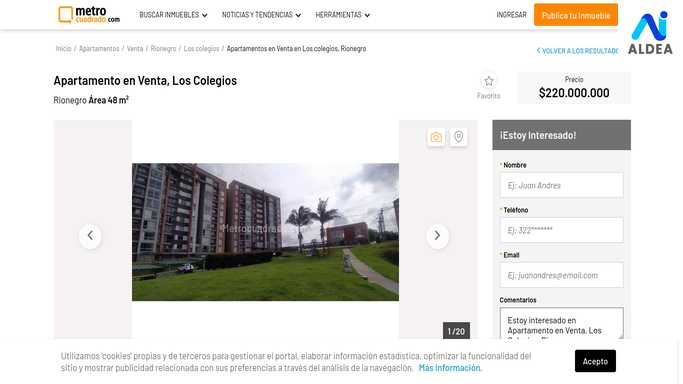 metro
cuadrado.com
BUSCAR INMUEBLES
NOTICIAS Y TENDENCIAS
HERRAMIENTAS
INGRESAR
Publica tu Inmueble
ALDEA
Inicio / Apartamentos / Venta / Rionegro / Los colegios / Apartamentos en Venta en Los colegios, Rionegro
VOLVER A LOS RESULTADO
Apartamento en Venta, Los Colegios
Rionegro Área 48 m²
Favorito
Precio
$220.000.000
Metrocuadrado.com
1 / 20
¡Estoy Interesado!
* Nombre
Ej: Juan Andres
* Teléfono
Ej: 322*******
* Email
Ej: juanandres@email.com
Comentarios
Estoy interesado en
Apartamento en Venta, Los
Utilizamos 'cookies' propias y de terceros para gestionar el portal, elaborar información estadística, optimizar la funcionalidad del
sitio y mostrar publicidad relacionada con sus preferencias a través del análisis de la navegación. Más información.
Acepto